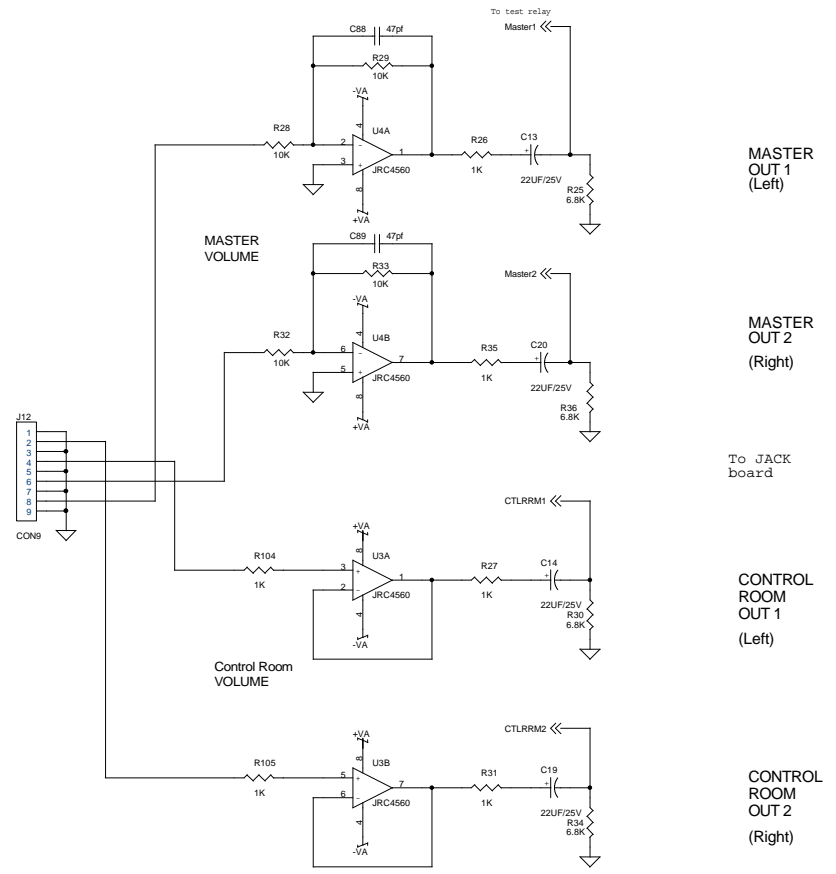 To test relay
Master1
C88 47pf
R29
10K
-VA
4
U4A
R28
10K
2
3
1
JRC4560
8
+VA
R26
1K
C13
22UF/25V
R25
6.8K
MASTER
OUT 1
(Left)
MASTER
VOLUME
C89 47pf
R33
10K
-VA
4
U4B
R32
10K
6
5
7
JRC4560
8
+VA
Master2
R35
1K
C20
22UF/25V
R36
6.8K
MASTER
OUT 2
(Right)
J12
1
2
3
4
5
6
7
8
9
CON9
To JACK
board
CTLRRM1
+VA
8
U3A
R104
1K
3
2
1
JRC4560
4
-VA
R27
1K
C14
22UF/25V
R30
6.8K
CONTROL
ROOM
OUT 1
(Left)
Control Room
VOLUME
CTLRRM2
+VA
8
U3B
R105
1K
5
6
7
JRC4560
4
-VA
R31
1K
C19
22UF/25V
R34
6.8K
CONTROL
ROOM
OUT 2
(Right)